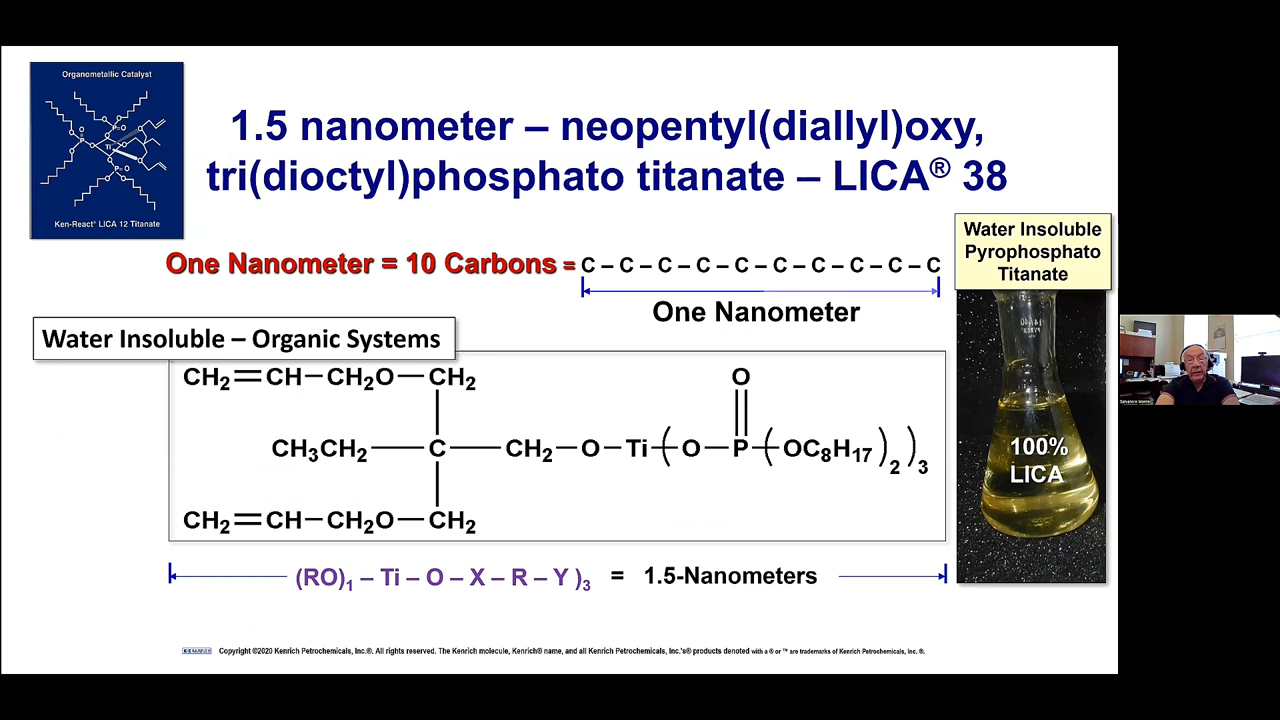 Organometallic Catalyst
Ken-React® LICA 12 Titanate
1.5 nanometer – neopentyl(diallyl)oxy,
tri(dioctyl)phosphato titanate – LICA® 38
One Nanometer = 10 Carbons = C – C – C – C – C – C – C – C – C – C
One Nanometer
Water Insoluble
Pyrophosphato
Titanate
Water Insoluble – Organic Systems
CH₂=CH–CH₂O–CH₂
O
CH₃CH₂—C—CH₂–O–Ti–(O–P–(OC₈H₁₇)₂)₃
CH₂=CH–CH₂O–CH₂
100%
LICA
(RO)₁ – Ti – O – X – R – Y )₃ = 1.5-Nanometers
Copyright ©2020 Kenrich Petrochemicals, Inc.®. All rights reserved. The Kenrich molecule, Kenrich® name, and all Kenrich Petrochemicals, Inc.'s® products denoted with a ® or ™ are trademarks of Kenrich Petrochemicals, Inc. ®.